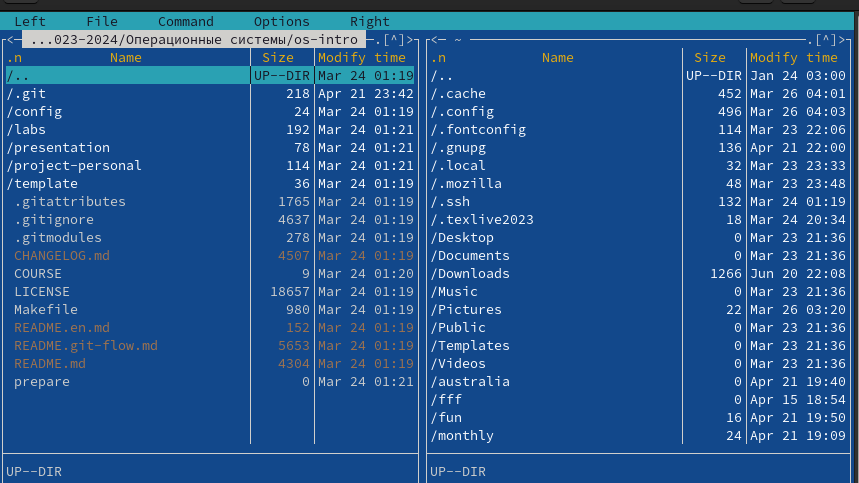 Left File Command Options Right
<─ ...023-2024/Операционные системы/os-intro ─.[^]>
.n Name Size Modify time
/.. UP--DIR Mar 24 01:19
/.git 218 Apr 21 23:42
/config 24 Mar 24 01:19
/labs 192 Mar 24 01:21
/presentation 78 Mar 24 01:21
/project-personal 114 Mar 24 01:21
/template 36 Mar 24 01:19
.gitattributes 1765 Mar 24 01:19
.gitignore 4637 Mar 24 01:19
.gitmodules 278 Mar 24 01:19
CHANGELOG.md 4507 Mar 24 01:19
COURSE 9 Mar 24 01:20
LICENSE 18657 Mar 24 01:19
Makefile 980 Mar 24 01:19
README.en.md 152 Mar 24 01:19
README.git-flow.md 5653 Mar 24 01:19
README.md 4304 Mar 24 01:19
prepare 0 Mar 24 01:21
UP--DIR
<─ ~ ─.[^]>
.n Name Size Modify time
/.. UP--DIR Jan 24 03:00
/.cache 452 Mar 26 04:01
/.config 496 Mar 26 04:03
/.fontconfig 114 Mar 23 22:06
/.gnupg 136 Apr 21 22:00
/.local 32 Mar 23 23:33
/.mozilla 48 Mar 23 23:48
/.ssh 132 Mar 24 01:19
/.texlive2023 18 Mar 24 20:34
/Desktop 0 Mar 23 21:36
/Documents 0 Mar 23 21:36
/Downloads 1266 Jun 20 22:08
/Music 0 Mar 23 21:36
/Pictures 22 Mar 26 03:20
/Public 0 Mar 23 21:36
/Templates 0 Mar 23 21:36
/Videos 0 Mar 23 21:36
/australia 0 Apr 21 19:40
/fff 0 Apr 15 18:54
/fun 16 Apr 21 19:50
/monthly 24 Apr 21 19:09
UP--DIR